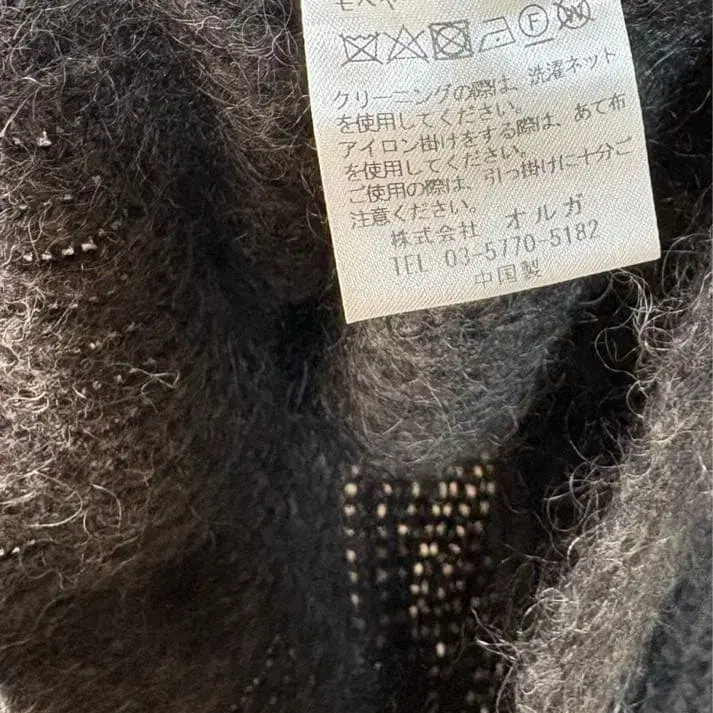 モヘヤ
F
クリーニングの際は、洗濯ネット
を使用してください。
アイロン掛けをする際は、あて布
を使用してください。
ご使用の際は、引っ掛けに十分ご
注意ください。
株式会社 オルガ
TEL 03-5770-5182
中国製